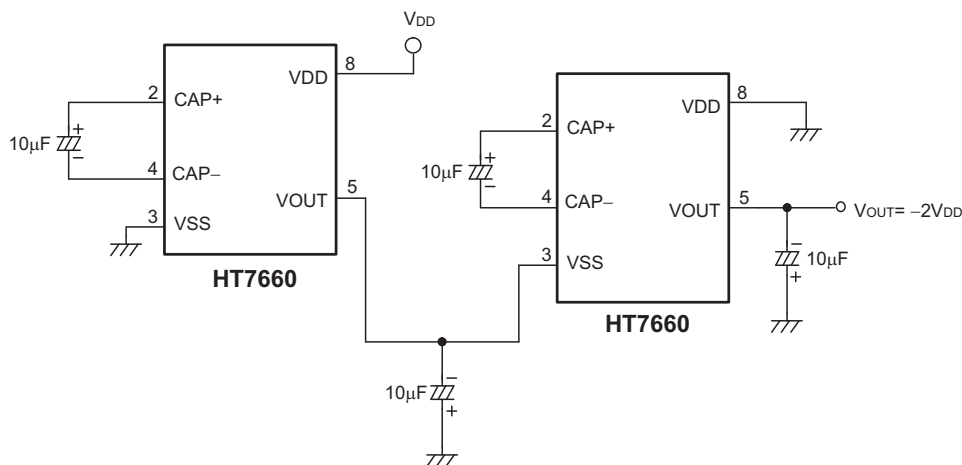 VDD
8
VDD
2
CAP+
10µF
+
−
4
CAP−
5
VOUT
3
VSS
HT7660
8
VDD
2
CAP+
10µF
+
−
4
CAP−
5
VOUT
VOUT= −2VDD
3
VSS
−
10µF
+
HT7660
−
10µF
+